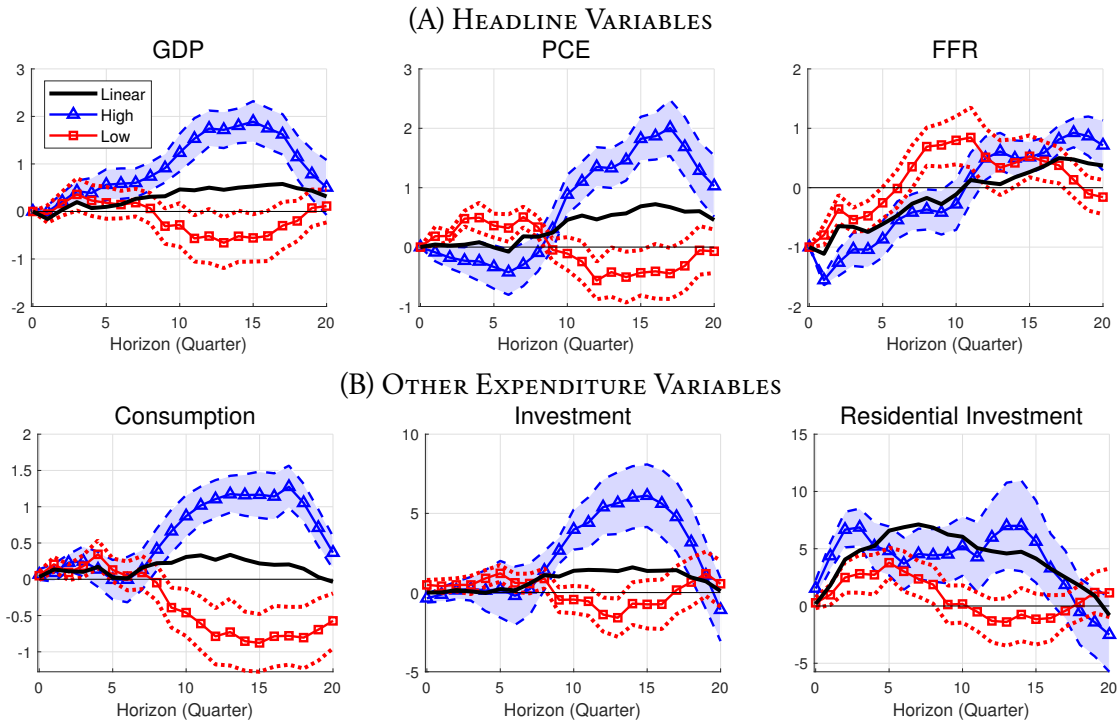 (A) HEADLINE VARIABLES
GDP PCE FFR
3 3 2
Linear
High
Low
2 2 1
1 1 0
0 0 -1
-1 -1 -2
-2
0 5 10 15 20 0 5 10 15 20 0 5 10 15 20
Horizon (Quarter) Horizon (Quarter) Horizon (Quarter)
(B) OTHER EXPENDITURE VARIABLES
Consumption Investment Residential Investment
2 10 15
1.5 5 10
1 0 5
0.5 -5 0
0 -5
-0.5
-1
0 5 10 15 20 0 5 10 15 20 0 5 10 15 20
Horizon (Quarter) Horizon (Quarter) Horizon (Quarter)